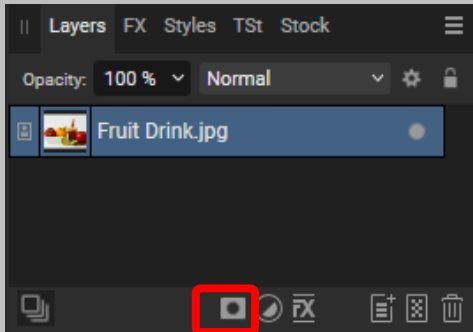 Layers FX Styles TSt Stock
Opacity: 100 % Normal
Fruit Drink.jpg